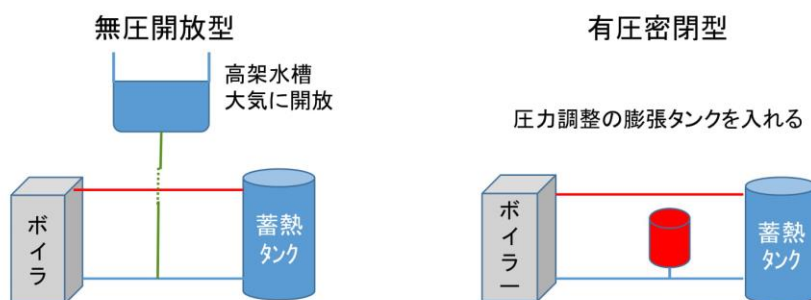 無圧開放型
高架水槽
大気に開放
ボイラ
蓄熱
タンク
有圧密閉型
圧力調整の膨張タンクを入れる
ボイラー
蓄熱
タンク